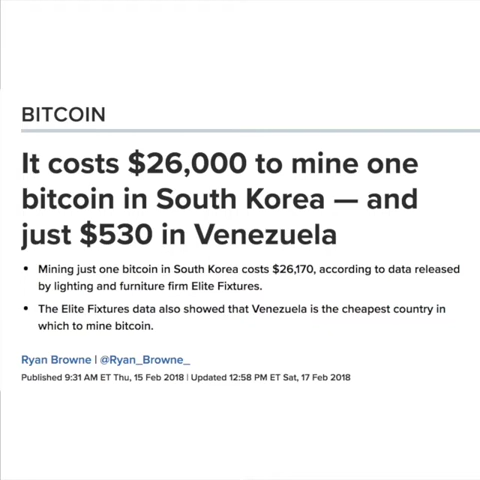 BITCOIN
It costs $26,000 to mine one
bitcoin in South Korea — and
just $530 in Venezuela
• Mining just one bitcoin in South Korea costs $26,170, according to data released
by lighting and furniture firm Elite Fixtures.
• The Elite Fixtures data also showed that Venezuela is the cheapest country in
which to mine bitcoin.
Ryan Browne | @Ryan_Browne_
Published 9:31 AM ET Thu, 15 Feb 2018 | Updated 12:58 PM ET Sat, 17 Feb 2018